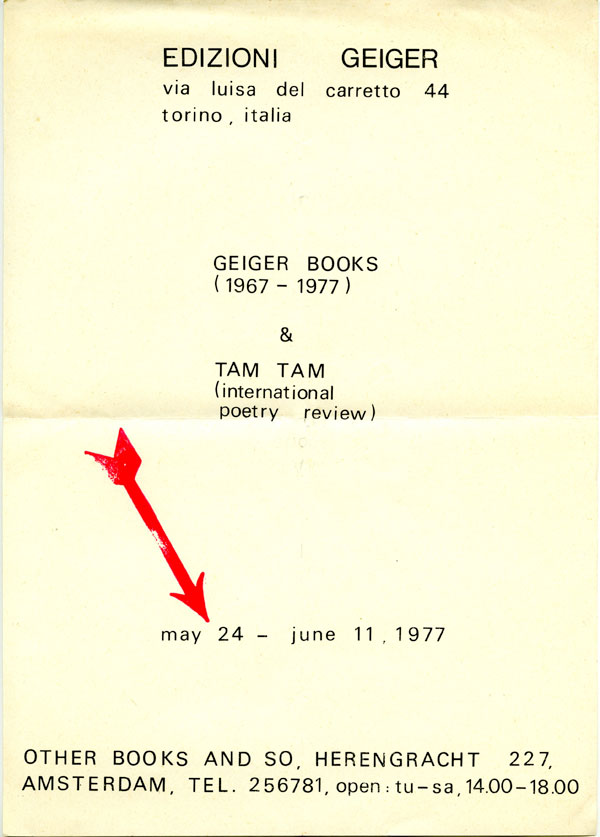 EDIZIONI GEIGER
via luisa del carretto 44
torino, italia
GEIGER BOOKS
(1967 – 1977)
&
TAM TAM
(international
poetry review)
may 24 – june 11, 1977
OTHER BOOKS AND SO, HERENGRACHT 227,
AMSTERDAM, TEL. 256781, open: tu–sa, 14.00–18.00